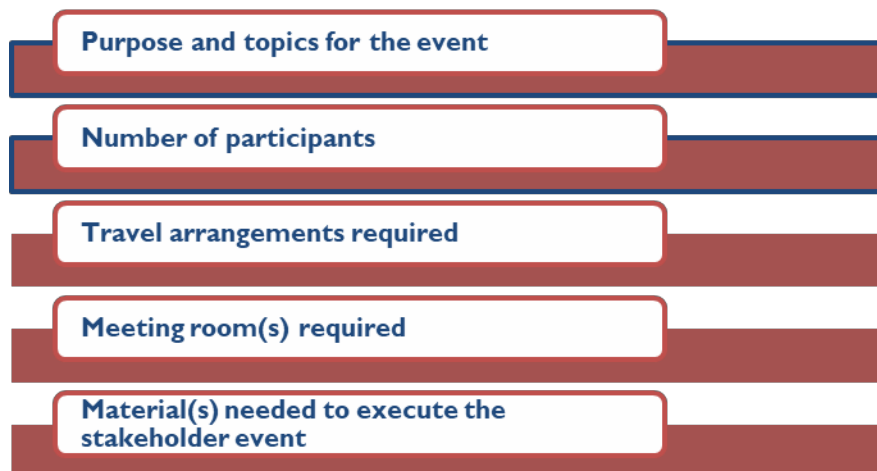 Purpose and topics for the event
Number of participants
Travel arrangements required
Meeting room(s) required
Material(s) needed to execute the
stakeholder event